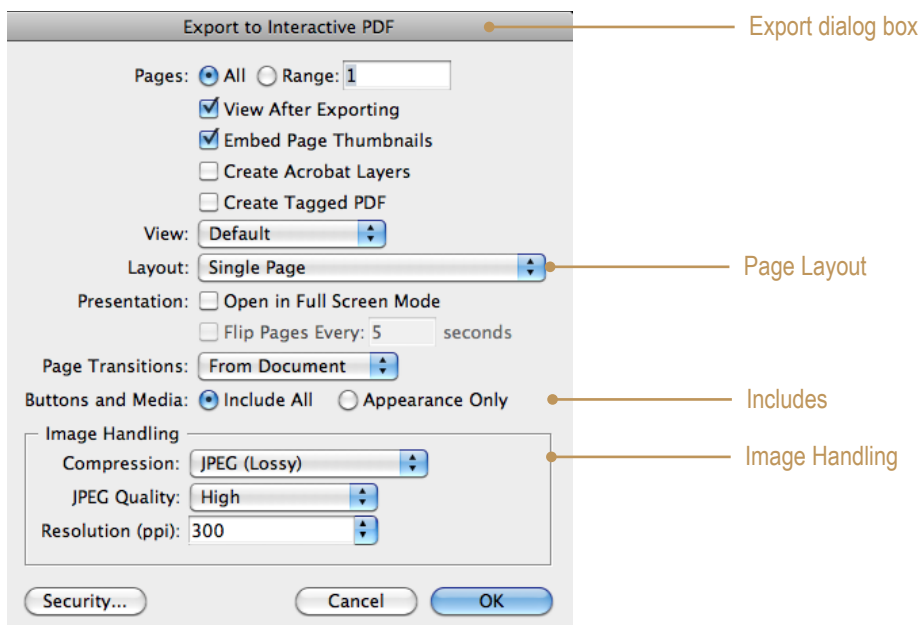 Export to Interactive PDF
Export dialog box
Pages: All Range: 1
View After Exporting
Embed Page Thumbnails
Create Acrobat Layers
Create Tagged PDF
View: Default
Layout: Single Page
Page Layout
Presentation: Open in Full Screen Mode
Flip Pages Every: 5 seconds
Page Transitions: From Document
Buttons and Media: Include All Appearance Only
Includes
Image Handling
Image Handling
Compression: JPEG (Lossy)
JPEG Quality: High
Resolution (ppi): 300
Security... Cancel OK